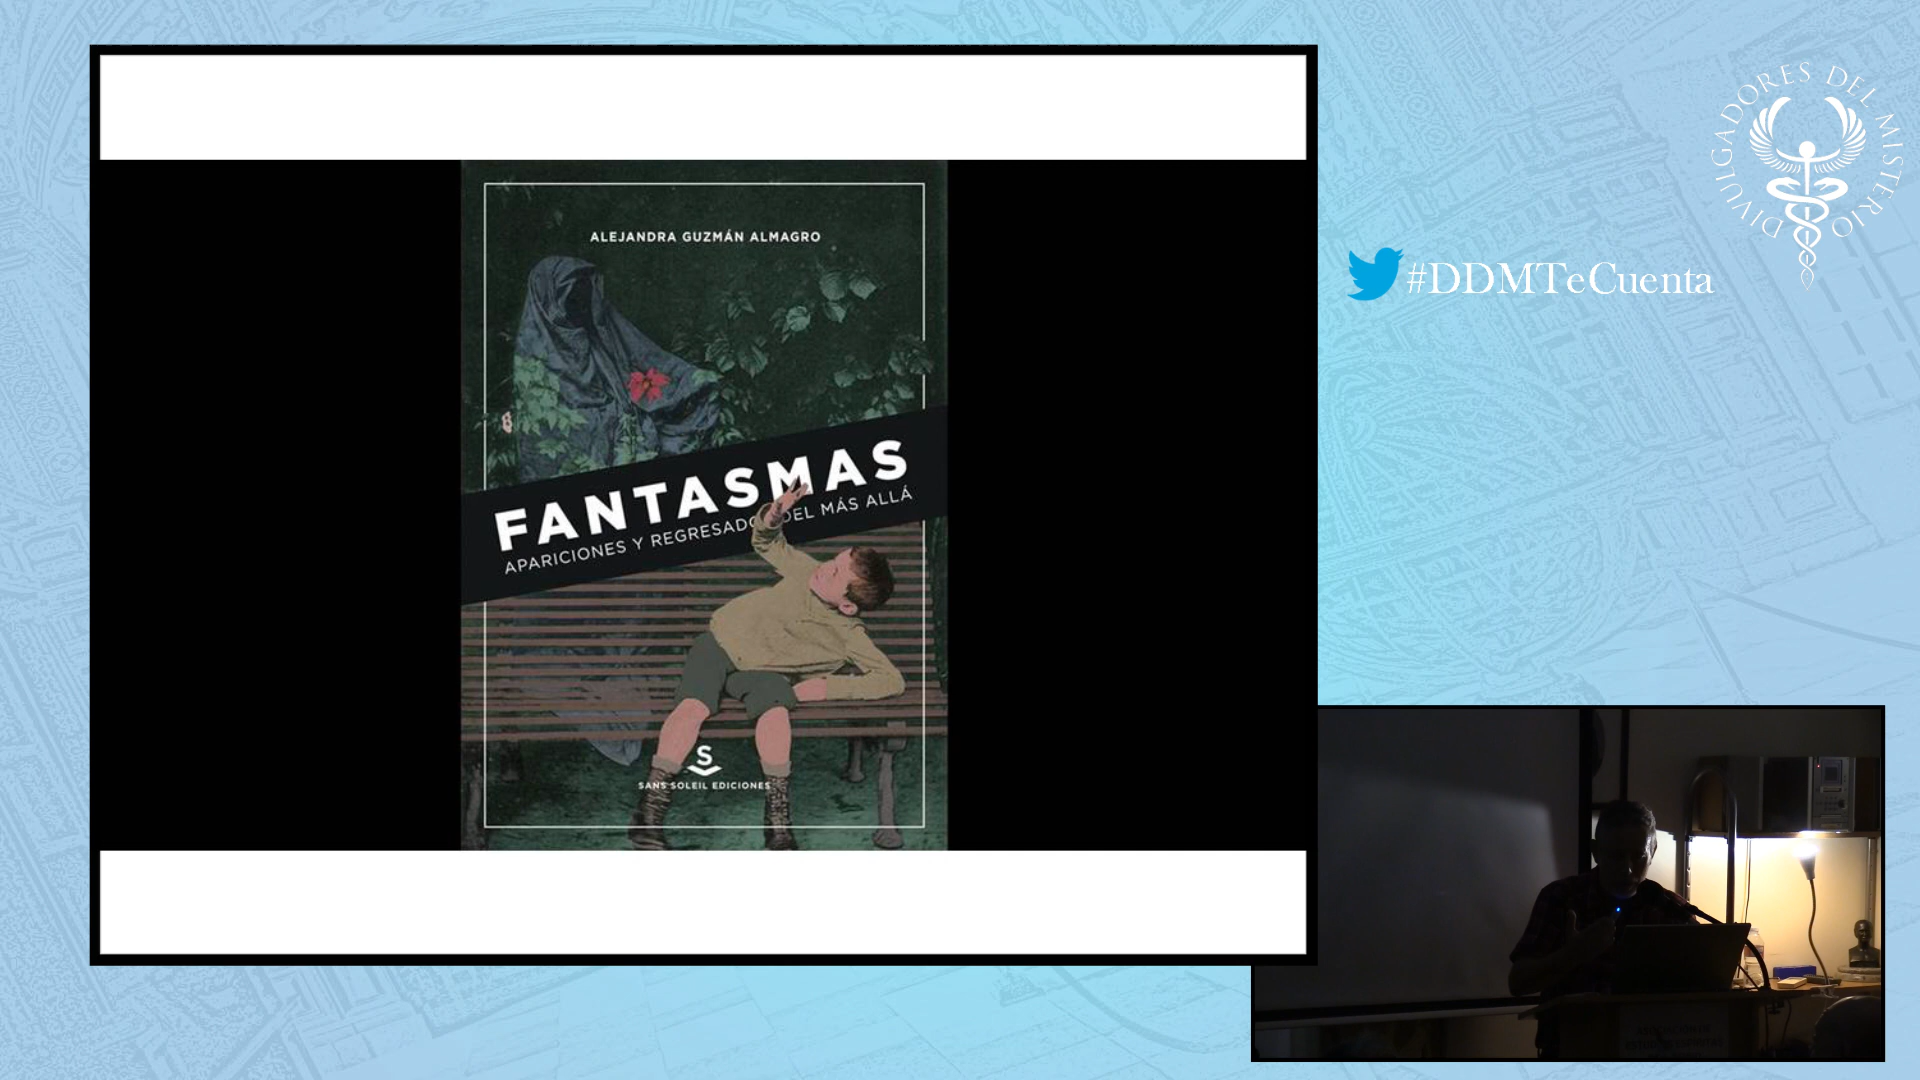 ALEJANDRA GUZMÁN ALMAGRO
FANTASMAS
APARICIONES Y REGRESADOS DEL MÁS ALLÁ
S
SANS SOLEIL EDICIONES
DIVULGADORES DEL MISTERIO
#DDMTeCuenta